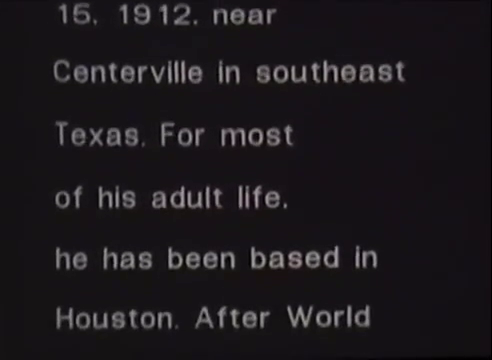 15, 1912, near
Centerville in southeast
Texas. For most
of his adult life,
he has been based in
Houston. After World